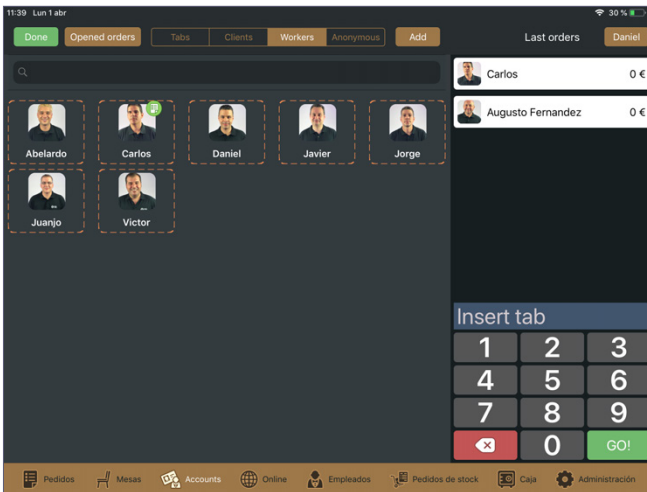 11:39 Lun 1 abr
30 %
Done Opened orders Tabs Clients Workers Anonymous Add Last orders Daniel
Carlos 0 €
Augusto Fernandez 0 €
Abelardo Carlos Daniel Javier Jorge
Juanjo Victor
Insert tab
1 2 3
4 5 6
7 8 9
0 GO!
Pedidos Mesas Accounts Online Empleados Pedidos de stock Caja Administración